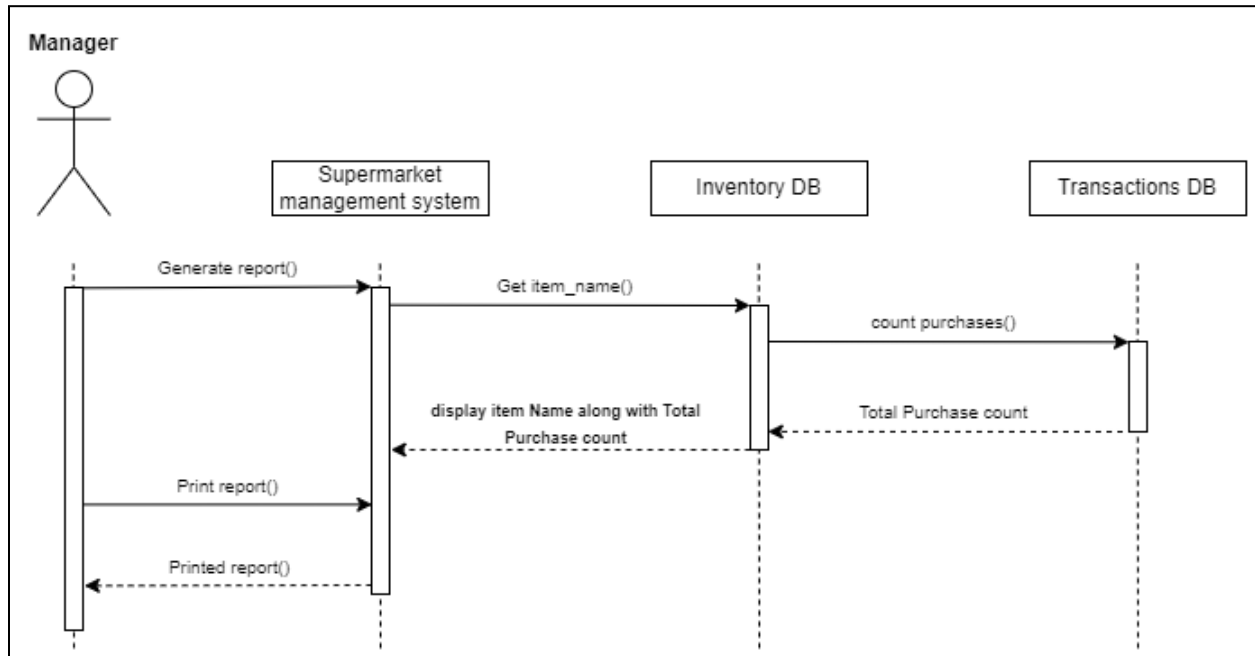 Manager
Supermarket
management system
Inventory DB
Transactions DB
Generate report()
Get item_name()
count purchases()
display item Name along with Total
Purchase count
Total Purchase count
Print report()
Printed report()